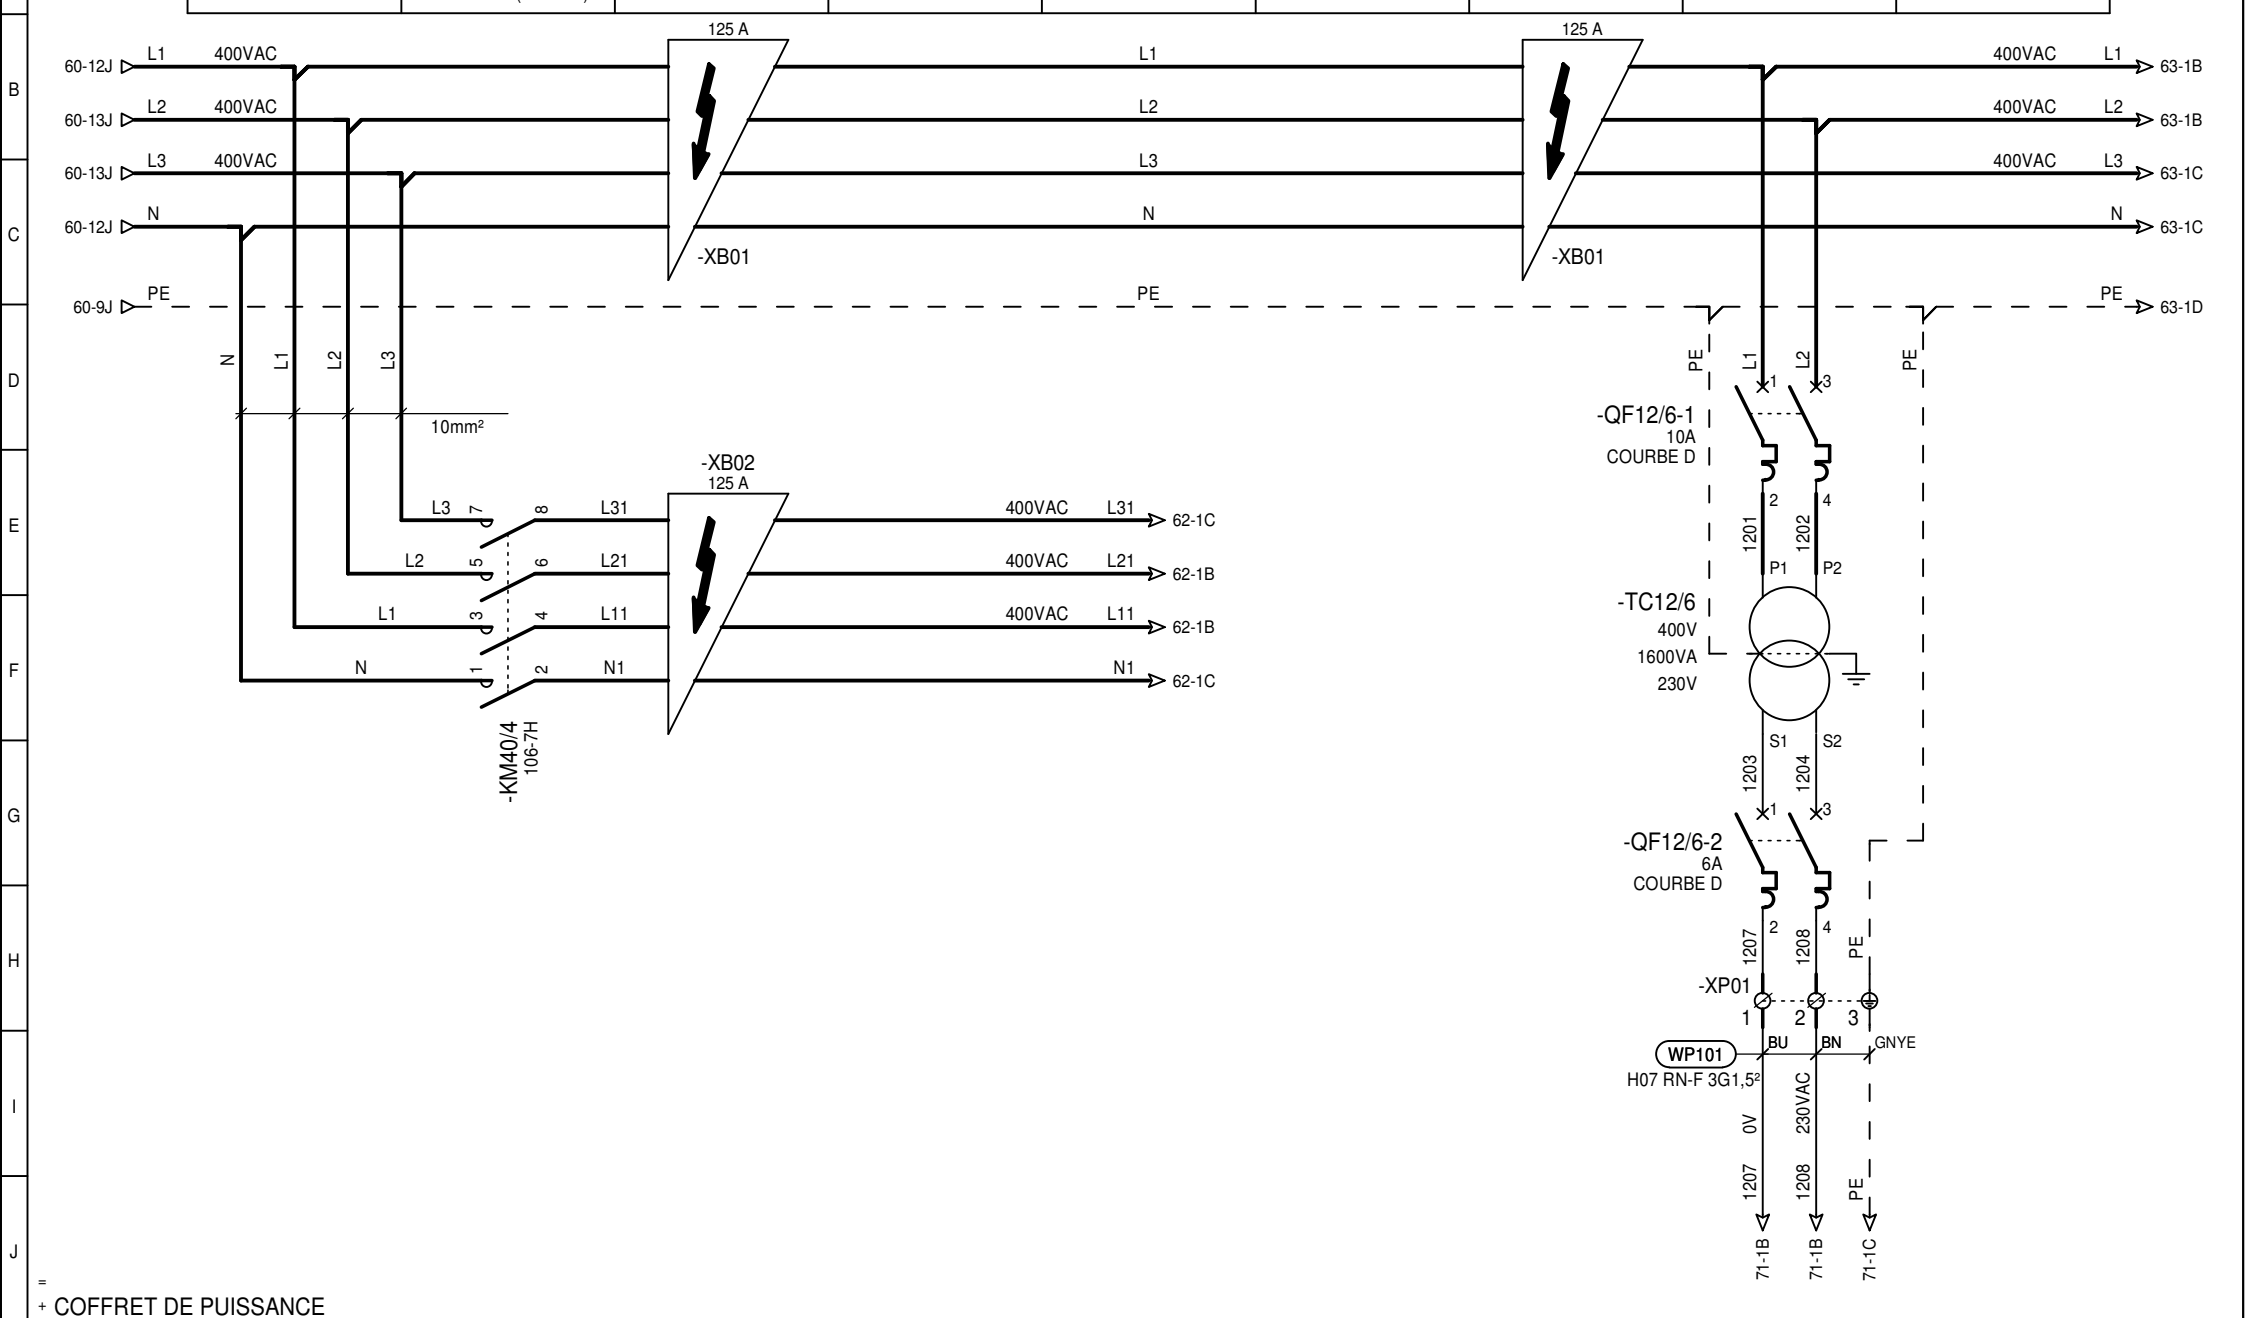 125 A
125 A
60-12J L1 400VAC L1 400VAC L1 63-1B
B
60-13J L2 400VAC L2 400VAC L2 63-1B
60-13J L3 400VAC L3 400VAC L3 63-1C
60-12J N N N 63-1C
C
-XB01 -XB01
60-9J PE PE PE 63-1D
N L1 L2 L3 PE L1 L2 PE
D
1 3
10mm²
-QF12/6-1
10A
COURBE D
2 4
-XB02
125 A
E
L3 7 8 L31 400VAC L31 62-1C
1201 1202
L2 5 6 L21 400VAC L21 62-1B
P1 P2
L1 3 4 L11 400VAC L11 62-1B
-TC12/6
400V
1600VA
230V
F
N 1 2 N1 N1 62-1C
-KM40/4
106-7H
S1 S2
1203 1204
G
1 3
-QF12/6-2
6A
COURBE D
2 4
H
1207 1208 PE
-XP01
1 2 3
WP101 BU BN GNYE
H07 RN-F 3G1,5²
I
0V 230VAC
1207 1208 PE
J
71-1B 71-1B 71-1C
=
+ COFFRET DE PUISSANCE